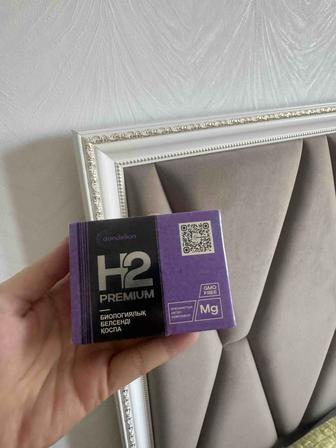 dandelion
H2
PREMIUM
БИОЛОГИЯЛЫҚ
БЕЛСЕНДІ
ҚОСПА
GMO
FREE
Mg